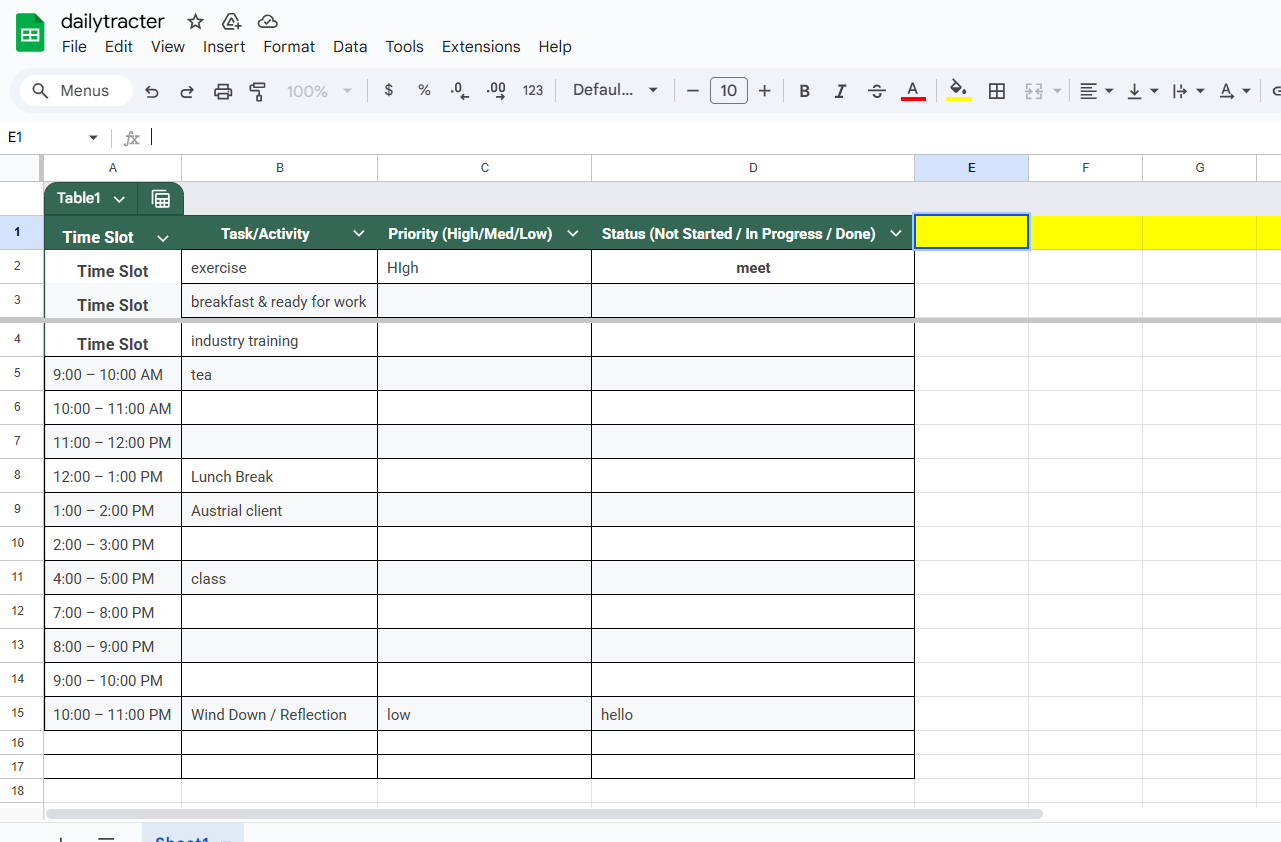 dailytracter
File Edit View Insert Format Data Tools Extensions Help
Menus 100% $ % .0 .00 123 Defaul... 10 B I S A
E1 fx
A B C D E F G
Table1
1 Time Slot Task/Activity Priority (High/Med/Low) Status (Not Started / In Progress / Done)
2 Time Slot exercise HIgh meet
3 Time Slot breakfast & ready for work
4 Time Slot industry training
5 9:00 – 10:00 AM tea
6 10:00 – 11:00 AM
7 11:00 – 12:00 PM
8 12:00 – 1:00 PM Lunch Break
9 1:00 – 2:00 PM Austrial client
10 2:00 – 3:00 PM
11 4:00 – 5:00 PM class
12 7:00 – 8:00 PM
13 8:00 – 9:00 PM
14 9:00 – 10:00 PM
15 10:00 – 11:00 PM Wind Down / Reflection low hello
16
17
18
Sheet1